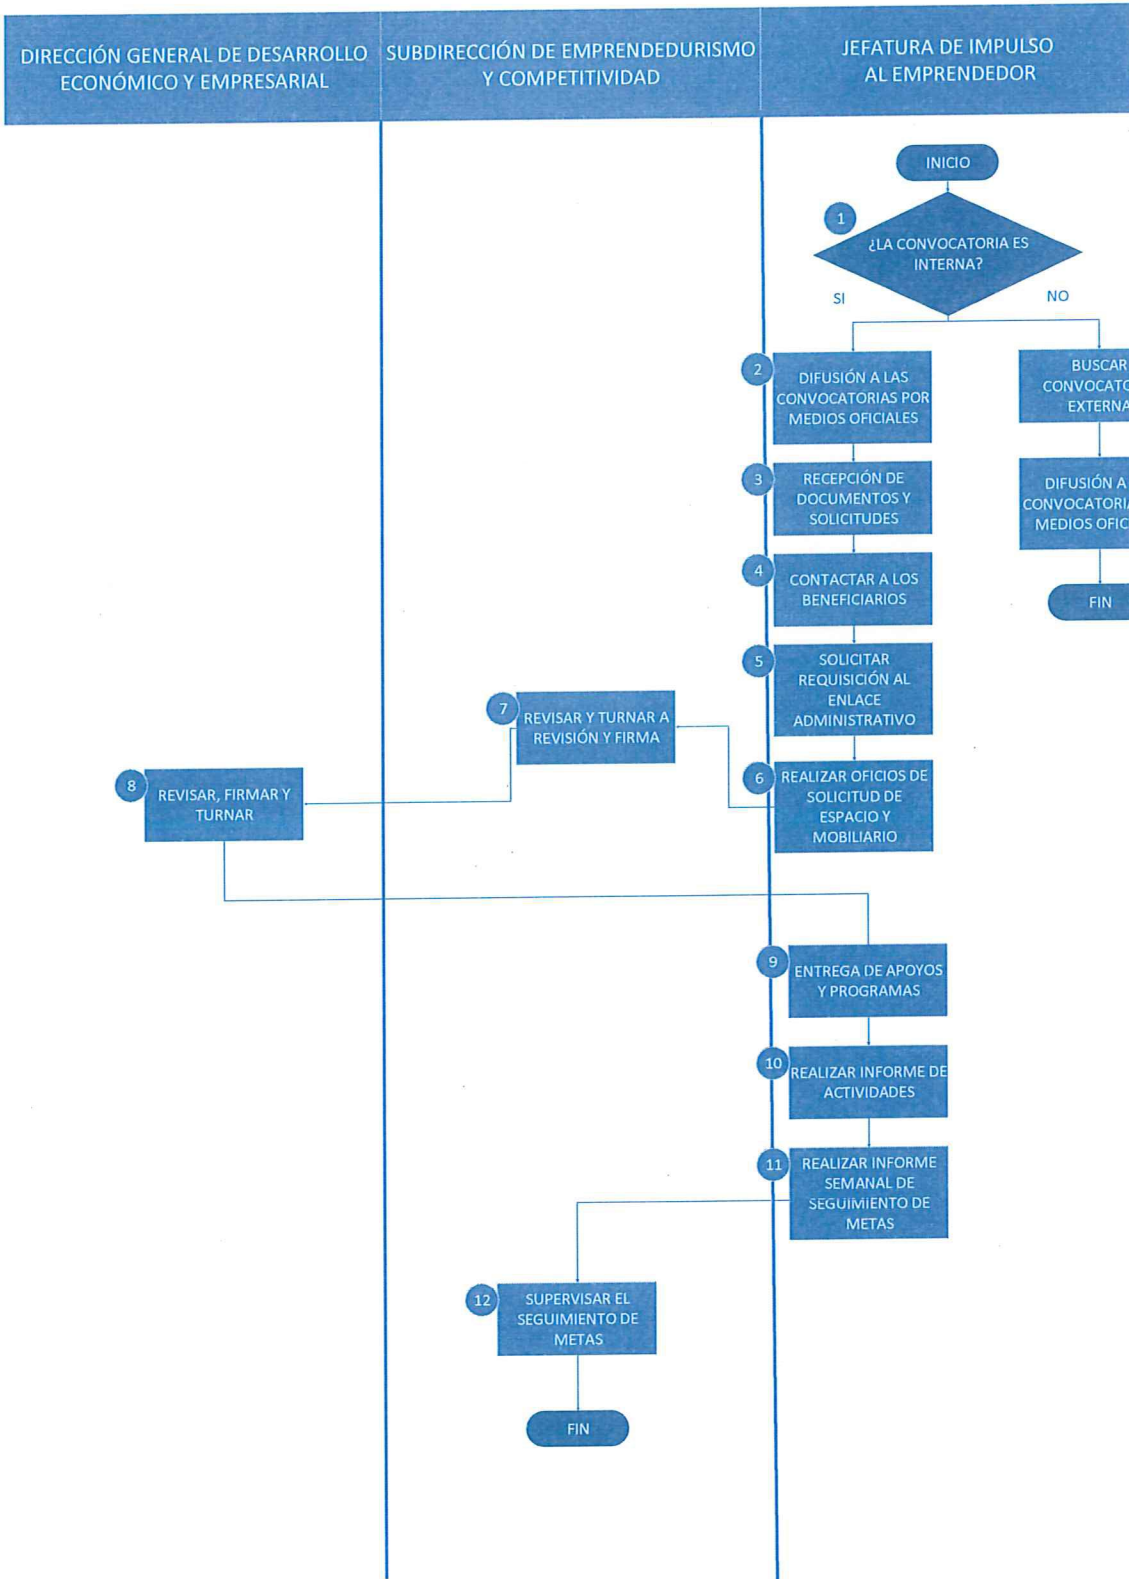 DIRECCIÓN GENERAL DE DESARROLLO
ECONÓMICO Y EMPRESARIAL
SUBDIRECCIÓN DE EMPRENDEDURISMO
Y COMPETITIVIDAD
JEFATURA DE IMPULSO
AL EMPRENDEDOR
INICIO
1
¿LA CONVOCATORIA ES
INTERNA?
SI
NO
2
DIFUSIÓN A LAS
CONVOCATORIAS POR
MEDIOS OFICIALES
BUSCAR
CONVOCATO
EXTERNA
3
RECEPCIÓN DE
DOCUMENTOS Y
SOLICITUDES
DIFUSIÓN A
CONVOCATORIA
MEDIOS OFIC
4
CONTACTAR A LOS
BENEFICIARIOS
FIN
5
SOLICITAR
REQUISICIÓN AL
ENLACE
ADMINISTRATIVO
7
REVISAR Y TURNAR A
REVISIÓN Y FIRMA
6
REALIZAR OFICIOS DE
SOLICITUD DE
ESPACIO Y
MOBILIARIO
8
REVISAR, FIRMAR Y
TURNAR
9
ENTREGA DE APOYOS
Y PROGRAMAS
10
REALIZAR INFORME DE
ACTIVIDADES
11
REALIZAR INFORME
SEMANAL DE
SEGUIMIENTO DE
METAS
12
SUPERVISAR EL
SEGUIMIENTO DE
METAS
FIN